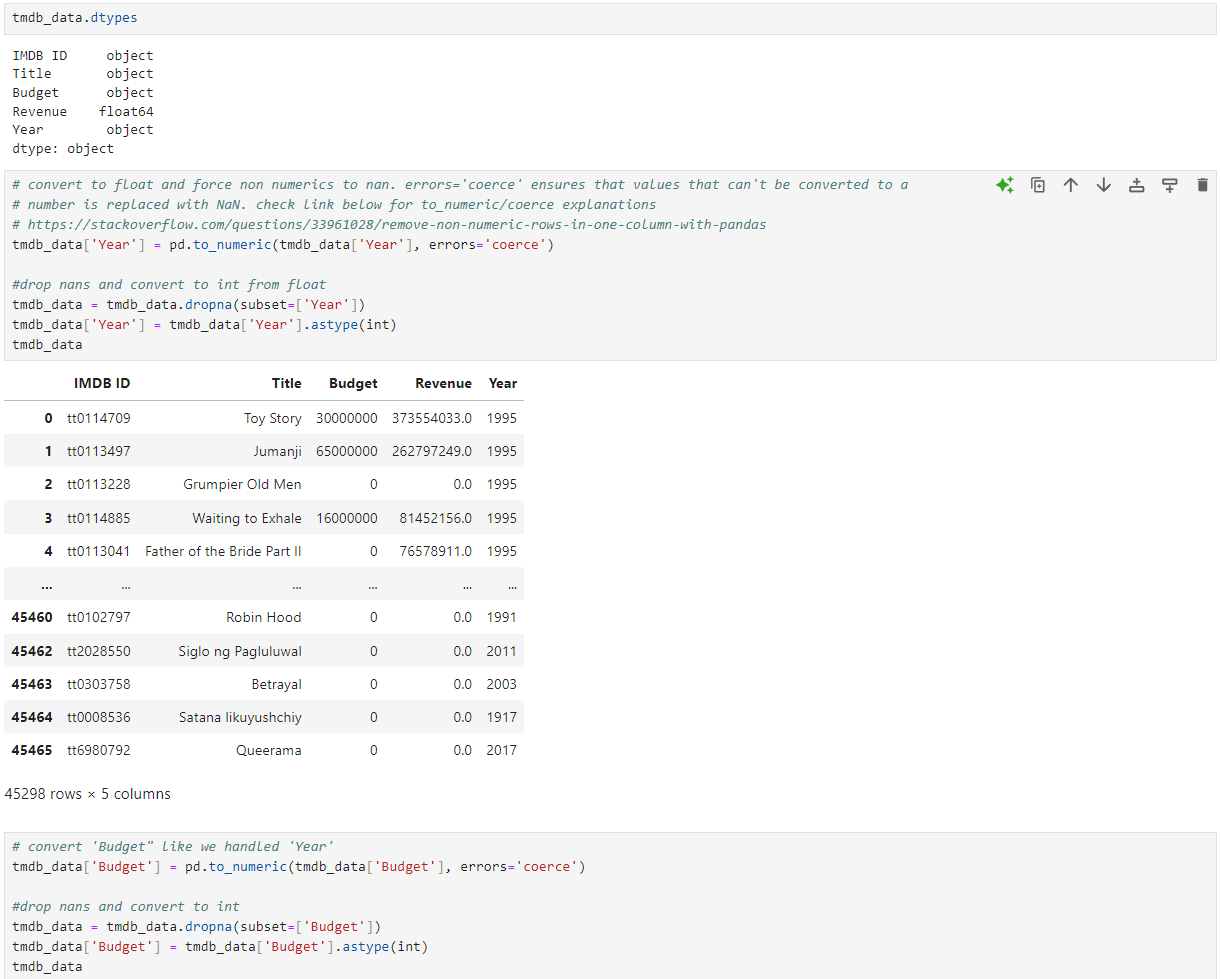 tmdb_data.dtypes
IMDB ID     object
Title       object
Budget      object
Revenue    float64
Year        object
dtype: object
# convert to float and force non numerics to nan. errors='coerce' ensures that values that can't be converted to a
# number is replaced with NaN. check link below for to_numeric/coerce explanations
# https://stackoverflow.com/questions/33961028/remove-non-numeric-rows-in-one-column-with-pandas
tmdb_data['Year'] = pd.to_numeric(tmdb_data['Year'], errors='coerce')
#drop nans and convert to int from float
tmdb_data = tmdb_data.dropna(subset=['Year'])
tmdb_data['Year'] = tmdb_data['Year'].astype(int)
tmdb_data
IMDB ID Title Budget Revenue Year
0 tt0114709 Toy Story 30000000 373554033.0 1995
1 tt0113497 Jumanji 65000000 262797249.0 1995
2 tt0113228 Grumpier Old Men 0 0.0 1995
3 tt0114885 Waiting to Exhale 16000000 81452156.0 1995
4 tt0113041 Father of the Bride Part II 0 76578911.0 1995
... ... ... ... ... ...
45460 tt0102797 Robin Hood 0 0.0 1991
45462 tt2028550 Siglo ng Pagluluwal 0 0.0 2011
45463 tt0303758 Betrayal 0 0.0 2003
45464 tt0008536 Satana likuyushchiy 0 0.0 1917
45465 tt6980792 Queerama 0 0.0 2017
45298 rows × 5 columns
# convert 'Budget" like we handled 'Year'
tmdb_data['Budget'] = pd.to_numeric(tmdb_data['Budget'], errors='coerce')
#drop nans and convert to int
tmdb_data = tmdb_data.dropna(subset=['Budget'])
tmdb_data['Budget'] = tmdb_data['Budget'].astype(int)
tmdb_data